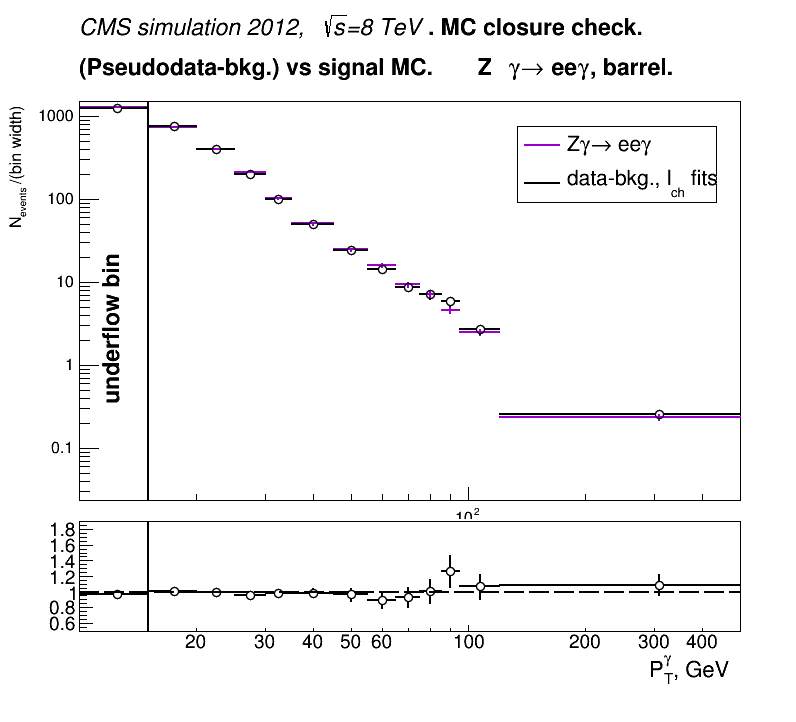 CMS simulation 2012, √s=8 TeV . MC closure check.
(Pseudodata-bkg.) vs signal MC. Z γ→ eeγ, barrel.
N_events /(bin width)
1000
100
10
1
0.1
underflow bin
Zγ→ eeγ
data-bkg., I_ch fits
10²
1.8
1.6
1.4
1.2
1
0.8
0.6
20 30 40 50 60 100 200 300 400
P_T^γ, GeV